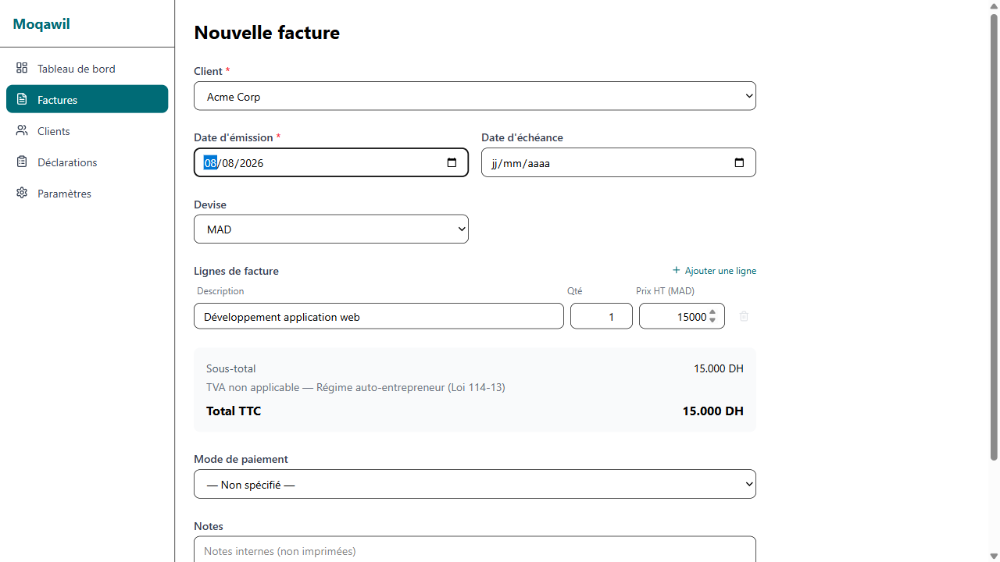 Moqawil
Tableau de bord
Factures
Clients
Déclarations
Paramètres
Nouvelle facture
Client *
Acme Corp
Date d'émission *
Date d'échéance
08/08/2026
jj/mm/aaaa
Devise
MAD
Lignes de facture
+ Ajouter une ligne
Description
Qté
Prix HT (MAD)
Développement application web
1
15000
Sous-total
15.000 DH
TVA non applicable — Régime auto-entrepreneur (Loi 114-13)
Total TTC
15.000 DH
Mode de paiement
— Non spécifié —
Notes
Notes internes (non imprimées)